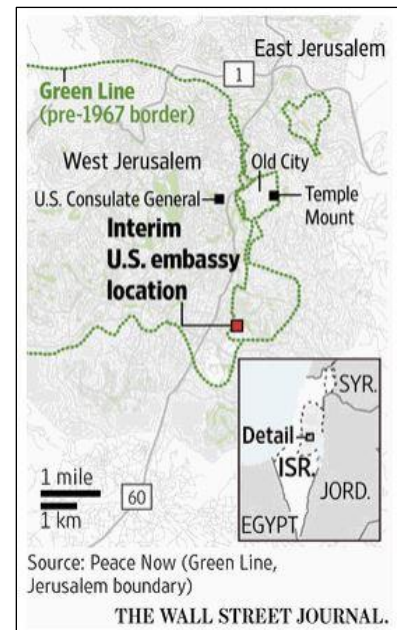 East Jerusalem
1
Green Line
(pre-1967 border)
West Jerusalem
Old City
U.S. Consulate General
Temple
Mount
Interim
U.S. embassy
location
SYR.
Detail
ISR.
JORD.
EGYPT
1 mile
1 km
60
Source: Peace Now (Green Line,
Jerusalem boundary)
THE WALL STREET JOURNAL.